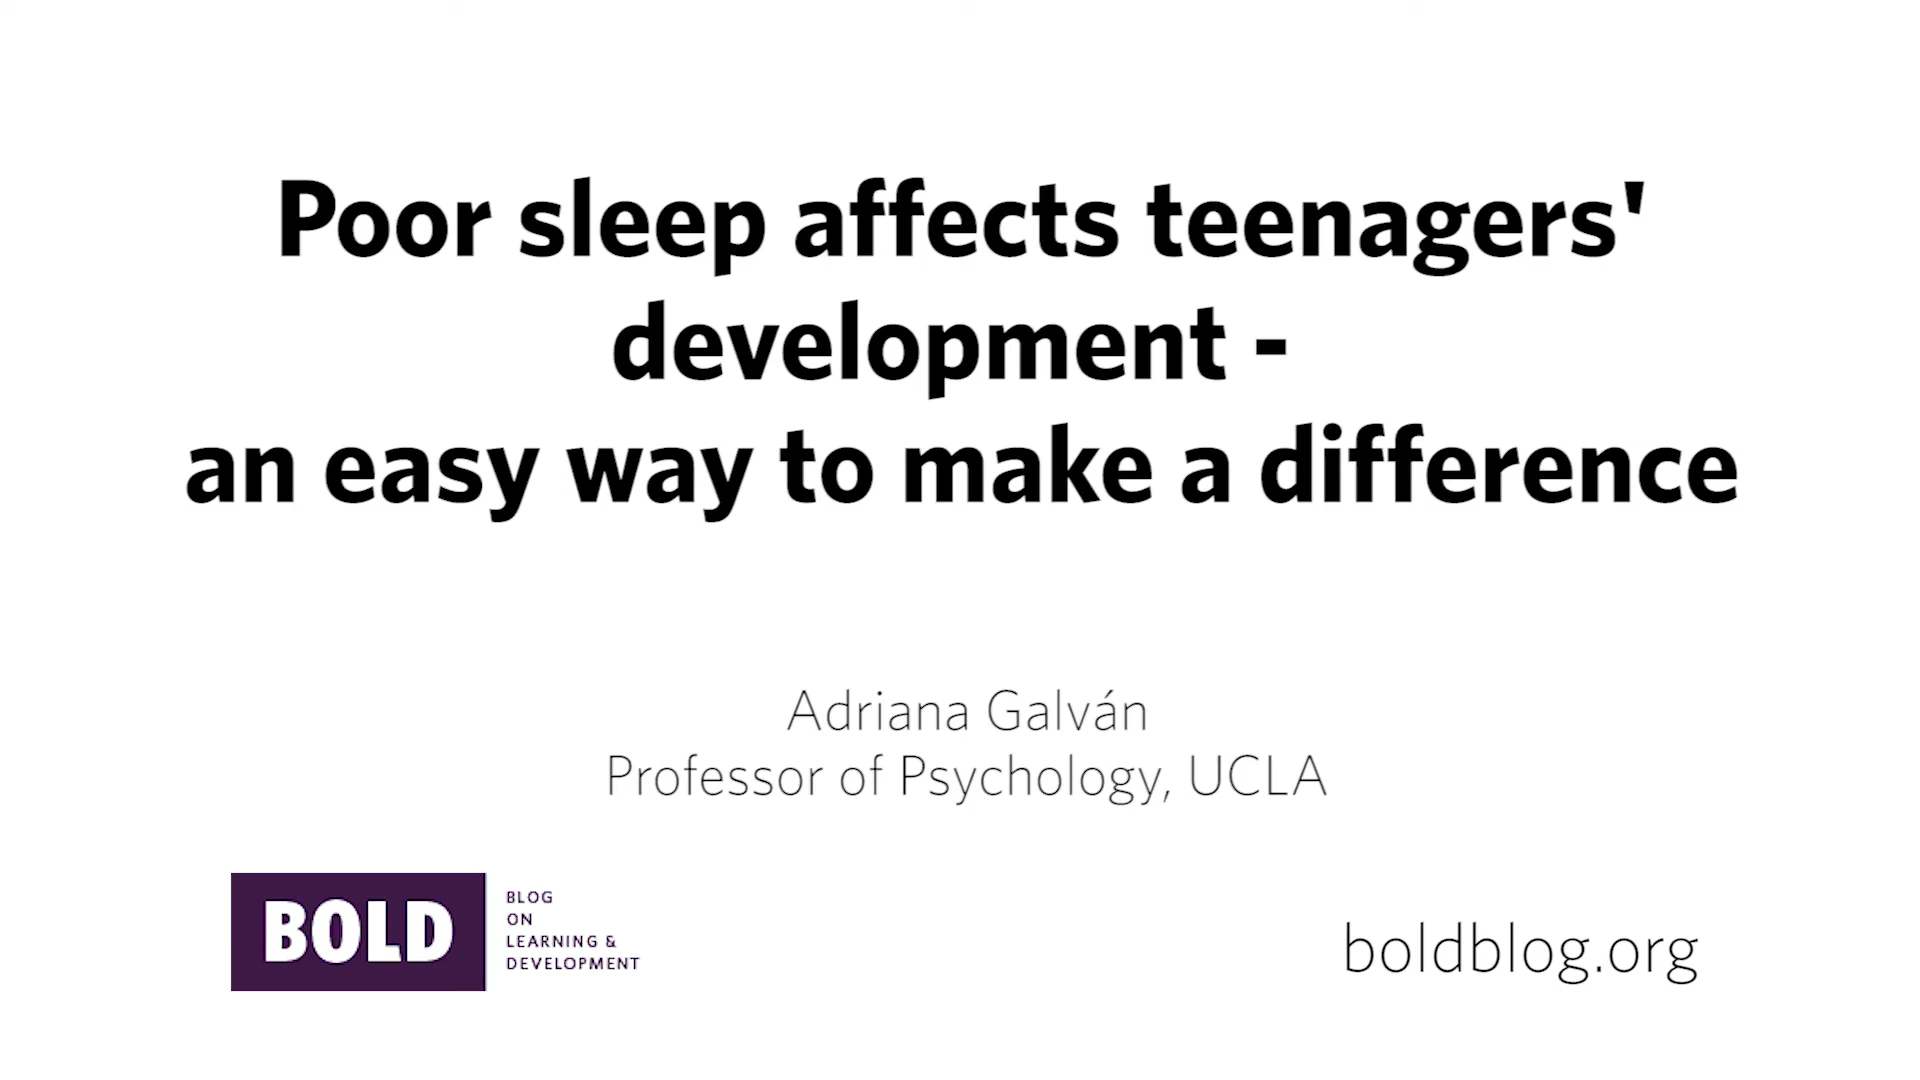 Poor sleep affects teenagers'
development -
an easy way to make a difference
Adriana Galván
Professor of Psychology, UCLA
BOLD
BLOG
ON
LEARNING &
DEVELOPMENT
boldblog.org